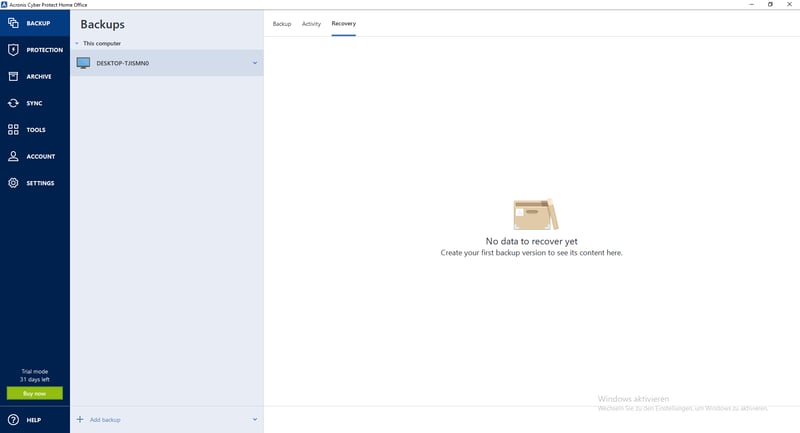 Acronis Cyber Protect Home Office
BACKUP
PROTECTION
ARCHIVE
SYNC
TOOLS
ACCOUNT
SETTINGS
Trial mode
31 days left
Buy now
HELP
Backups
This computer
DESKTOP-TJISMN0
Add backup
Backup Activity Recovery
No data to recover yet
Create your first backup version to see its content here.
Windows aktivieren
Wechseln Sie zu den Einstellungen, um Windows zu aktivieren.